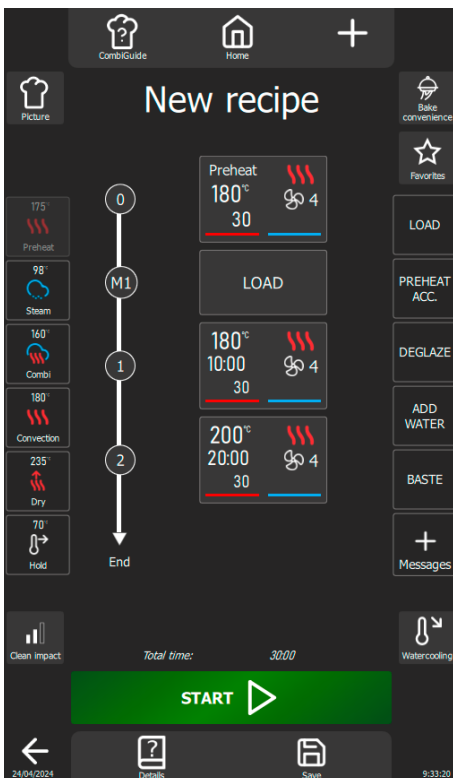 CombiGuide
Home
Picture
New recipe
Bake
convenience
Favorites
175°
Preheat
98°
Steam
160°
Combi
180°
Convection
235°
Dry
70°
Hold
0
M1
1
2
End
Preheat
180°C
4
30
LOAD
180°C
10:00
4
30
200°C
20:00
4
30
LOAD
PREHEAT
ACC.
DEGLAZE
ADD
WATER
BASTE
Messages
Clean impact
Total time: 30:00
Watercooling
START
Details
Save
24/04/2024
9:33:20